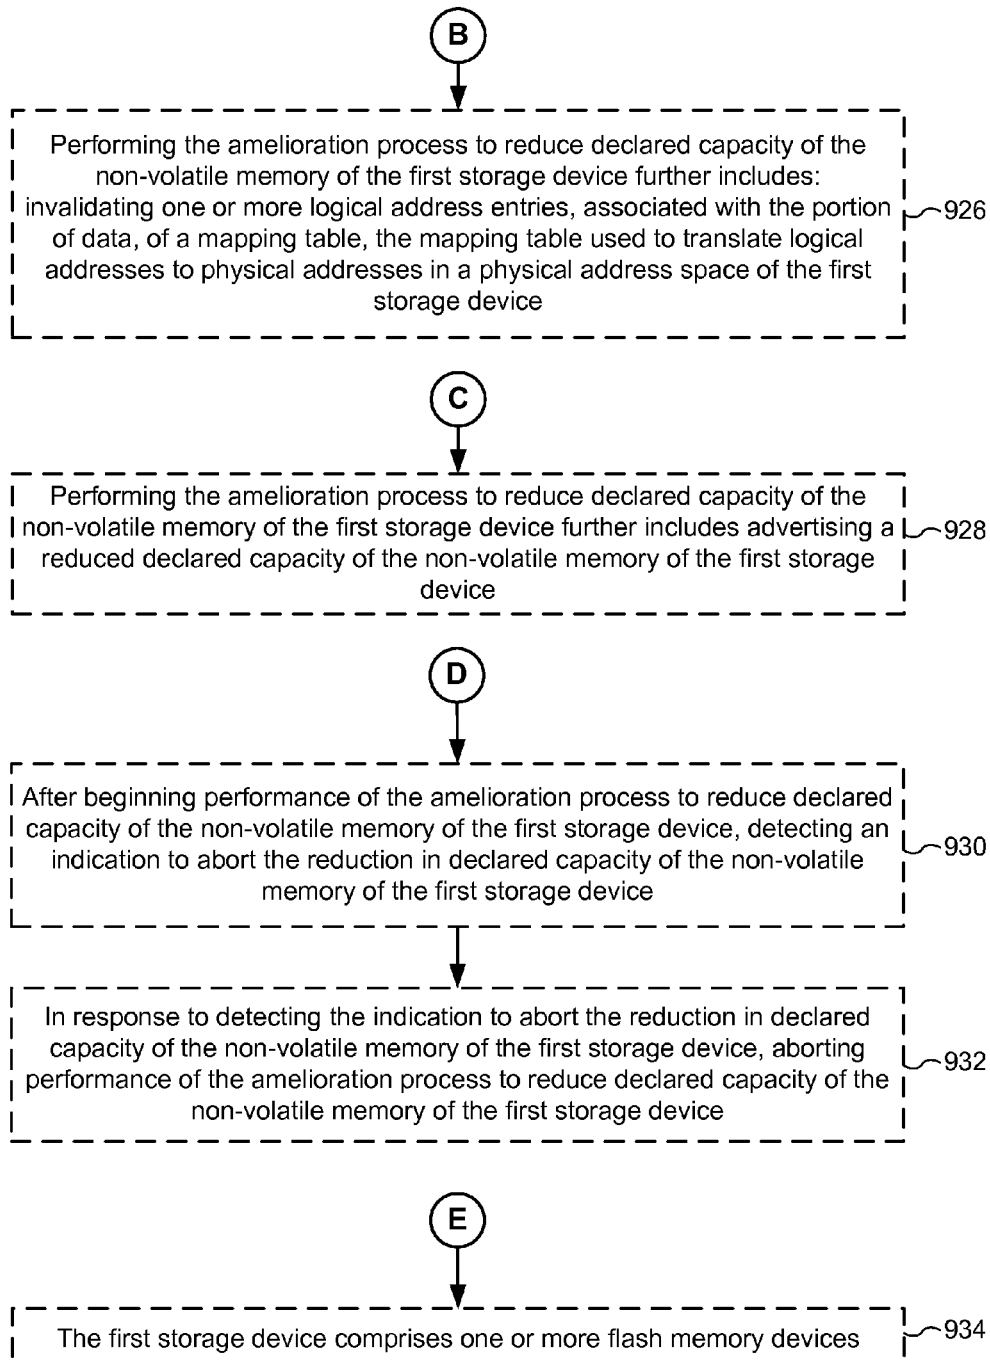 B
Performing the amelioration process to reduce declared capacity of the
non-volatile memory of the first storage device further includes:
invalidating one or more logical address entries, associated with the portion
of data, of a mapping table, the mapping table used to translate logical
addresses to physical addresses in a physical address space of the first
storage device
926
C
Performing the amelioration process to reduce declared capacity of the
non-volatile memory of the first storage device further includes advertising a
reduced declared capacity of the non-volatile memory of the first storage
device
928
D
After beginning performance of the amelioration process to reduce declared
capacity of the non-volatile memory of the first storage device, detecting an
indication to abort the reduction in declared capacity of the non-volatile
memory of the first storage device
930
In response to detecting the indication to abort the reduction in declared
capacity of the non-volatile memory of the first storage device, aborting
performance of the amelioration process to reduce declared capacity of the
non-volatile memory of the first storage device
932
E
The first storage device comprises one or more flash memory devices
934